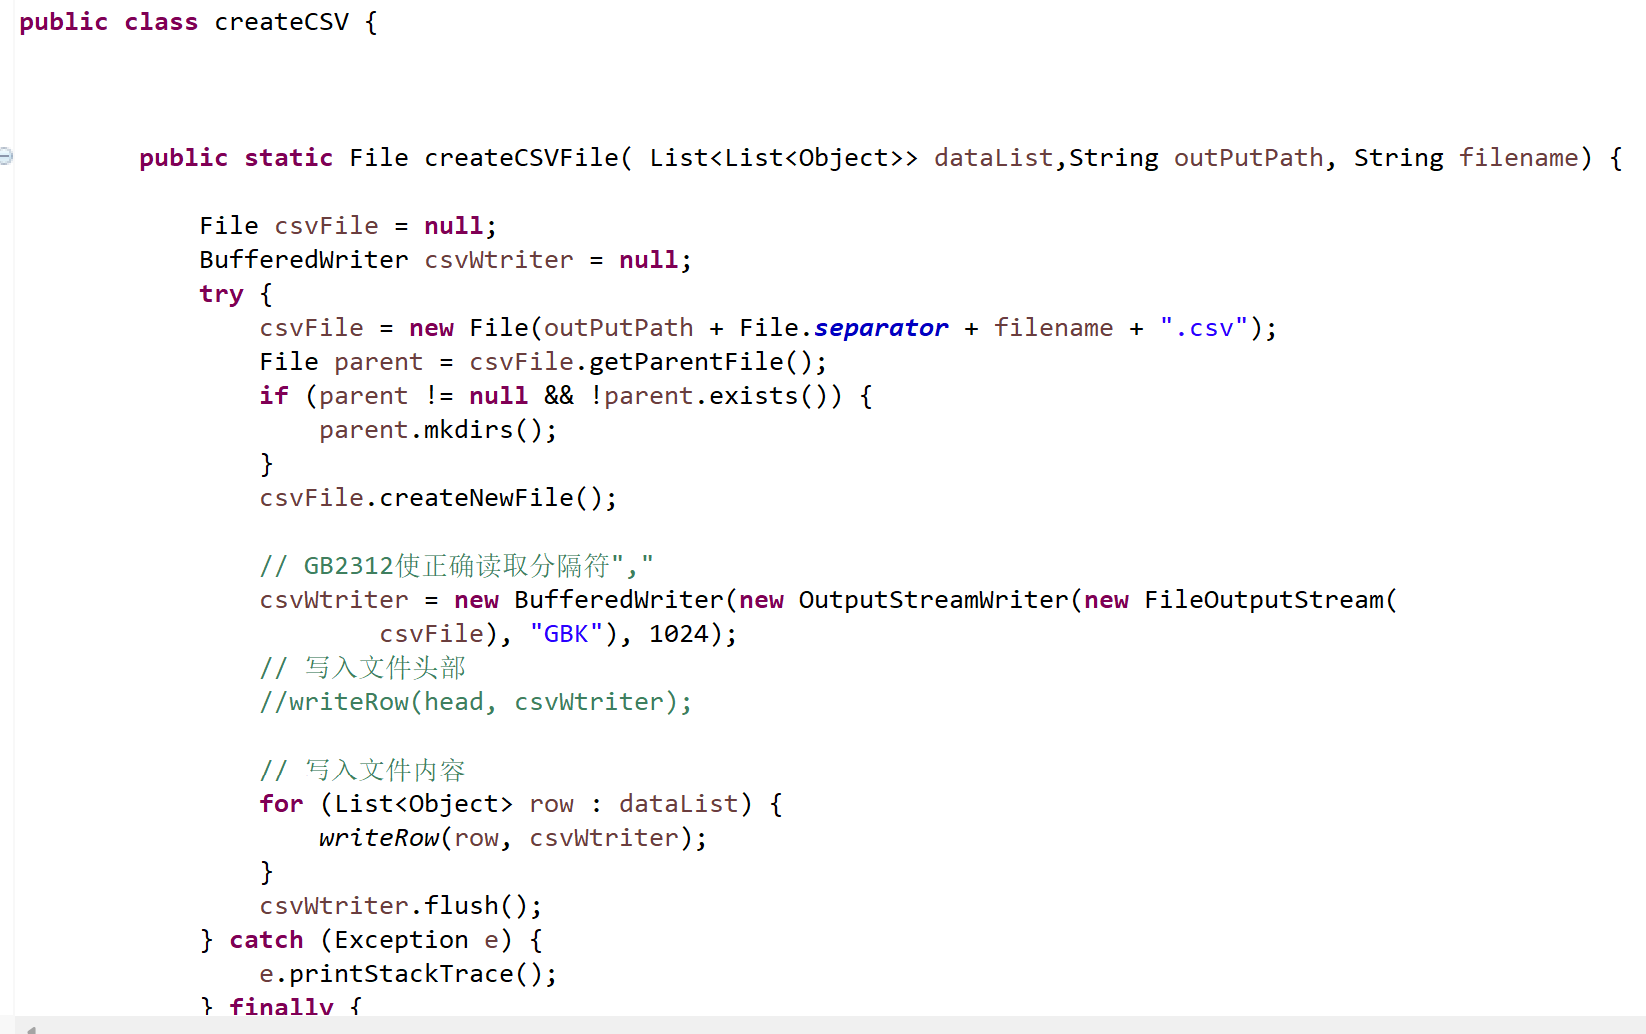 public class createCSV {
public static File createCSVFile( List<List<Object>> dataList,String outPutPath, String filename) {
File csvFile = null;
BufferedWriter csvWtriter = null;
try {
csvFile = new File(outPutPath + File.separator + filename + ".csv");
File parent = csvFile.getParentFile();
if (parent != null && !parent.exists()) {
parent.mkdirs();
}
csvFile.createNewFile();
// GB2312使正确读取分隔符","
csvWtriter = new BufferedWriter(new OutputStreamWriter(new FileOutputStream(
csvFile), "GBK"), 1024);
// 写入文件头部
//writeRow(head, csvWtriter);
// 写入文件内容
for (List<Object> row : dataList) {
writeRow(row, csvWtriter);
}
csvWtriter.flush();
} catch (Exception e) {
e.printStackTrace();
} finally {